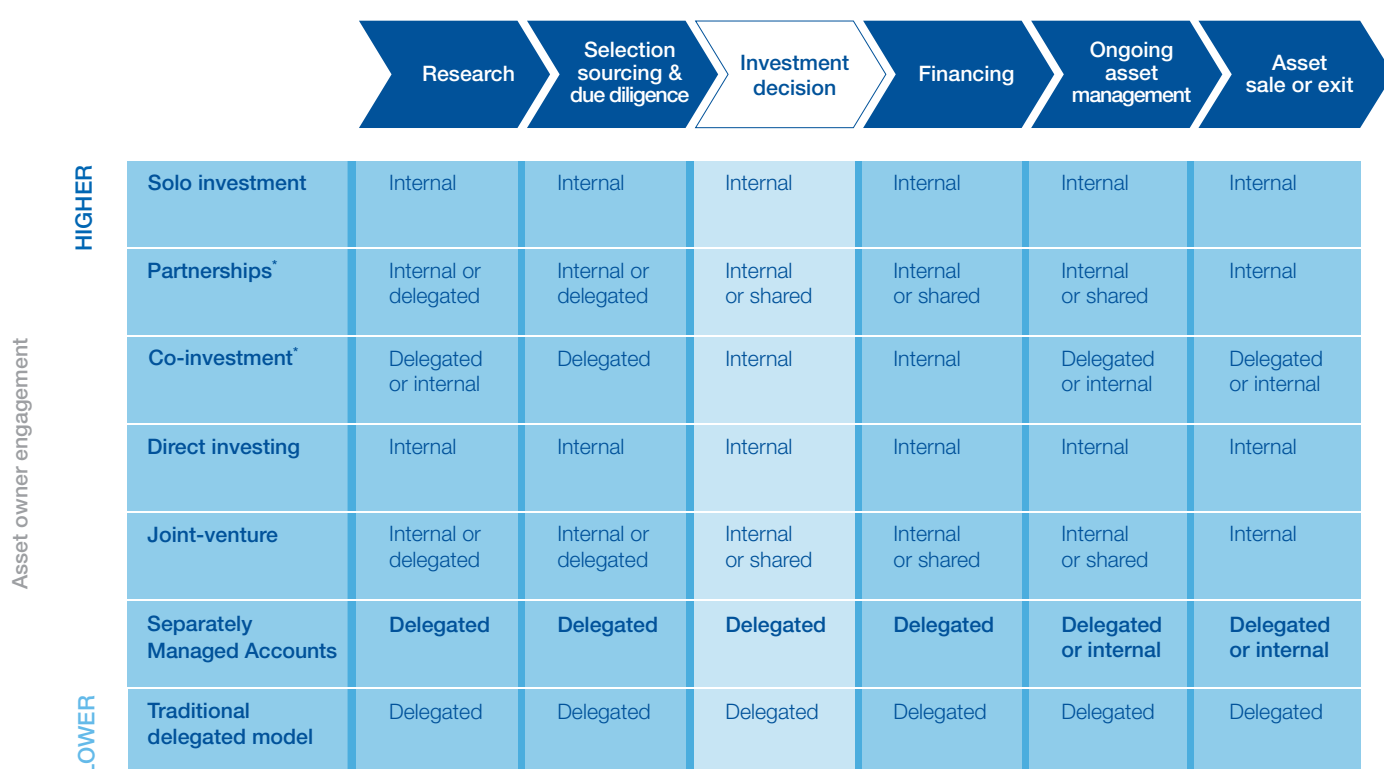 Research
Selection
sourcing &
due diligence
Investment
decision
Financing
Ongoing
asset
management
Asset
sale or exit
Asset owner engagement
HIGHER
Solo investment
Internal
Internal
Internal
Internal
Internal
Internal
Partnerships*
Internal or
delegated
Internal or
delegated
Internal
or shared
Internal
or shared
Internal
or shared
Internal
Co-investment*
Delegated
or internal
Delegated
Internal
Internal
Delegated
or internal
Delegated
or internal
Direct investing
Internal
Internal
Internal
Internal
Internal
Internal
Joint-venture
Internal or
delegated
Internal or
delegated
Internal
or shared
Internal
or shared
Internal
or shared
Internal
Separately
Managed Accounts
Delegated
Delegated
Delegated
Delegated
Delegated
or internal
Delegated
or internal
LOWER
Traditional
delegated model
Delegated
Delegated
Delegated
Delegated
Delegated
Delegated